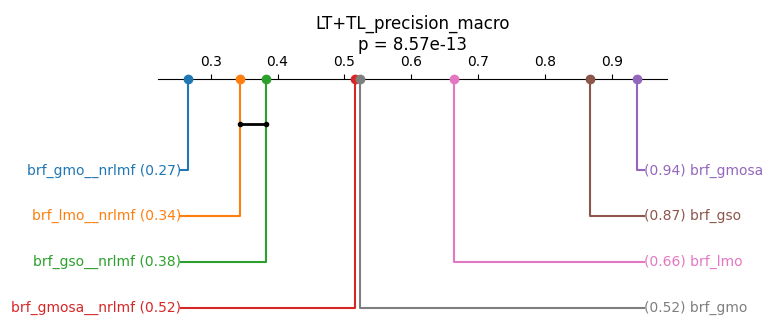 LT+TL_precision_macro
p = 8.57e-13
0.3 0.4 0.5 0.6 0.7 0.8 0.9
brf_gmo__nrlmf (0.27) (0.94) brf_gmosa
brf_lmo__nrlmf (0.34) (0.87) brf_gso
brf_gso__nrlmf (0.38) (0.66) brf_lmo
brf_gmosa__nrlmf (0.52) (0.52) brf_gmo